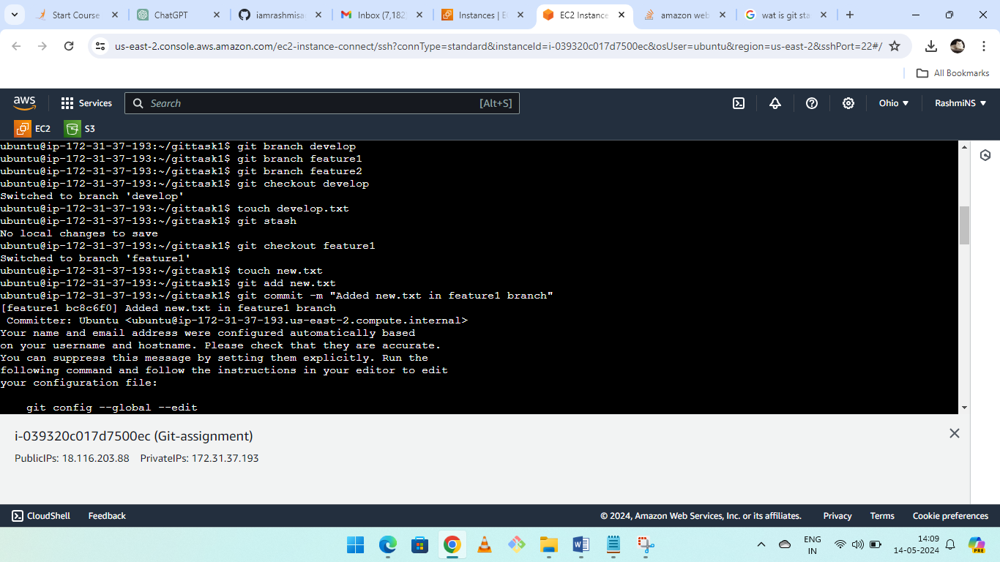 Start Course
ChatGPT
iamrashmisa
Inbox (7,182
Instances | E
EC2 Instance
amazon web
wat is git sta
us-east-2.console.aws.amazon.com/ec2-instance-connect/ssh?connType=standard&instanceId=i-039320c017d7500ec&osUser=ubuntu&region=us-east-2&sshPort=22#/
All Bookmarks
aws
Services
Search
[Alt+S]
Ohio
RashmiNS
EC2
S3
ubuntu@ip-172-31-37-193:~/gittask1$ git branch develop
ubuntu@ip-172-31-37-193:~/gittask1$ git branch feature1
ubuntu@ip-172-31-37-193:~/gittask1$ git branch feature2
ubuntu@ip-172-31-37-193:~/gittask1$ git checkout develop
Switched to branch 'develop'
ubuntu@ip-172-31-37-193:~/gittask1$ touch develop.txt
ubuntu@ip-172-31-37-193:~/gittask1$ git stash
No local changes to save
ubuntu@ip-172-31-37-193:~/gittask1$ git checkout feature1
Switched to branch 'feature1'
ubuntu@ip-172-31-37-193:~/gittask1$ touch new.txt
ubuntu@ip-172-31-37-193:~/gittask1$ git add new.txt
ubuntu@ip-172-31-37-193:~/gittask1$ git commit -m "Added new.txt in feature1 branch"
[feature1 bc8c6f0] Added new.txt in feature1 branch
 Committer: Ubuntu <ubuntu@ip-172-31-37-193.us-east-2.compute.internal>
Your name and email address were configured automatically based
on your username and hostname. Please check that they are accurate.
You can suppress this message by setting them explicitly. Run the
following command and follow the instructions in your editor to edit
your configuration file:
    git config --global --edit
i-039320c017d7500ec (Git-assignment)
PublicIPs: 18.116.203.88 PrivateIPs: 172.31.37.193
CloudShell
Feedback
© 2024, Amazon Web Services, Inc. or its affiliates.
Privacy
Terms
Cookie preferences
ENG
IN
14:09
14-05-2024
PRE